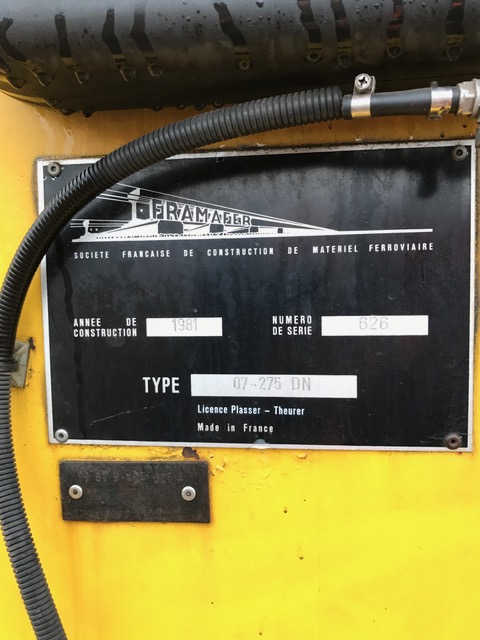 FRAMAFER
SOCIETE FRANCAISE DE CONSTRUCTION DE MATERIEL FERROVIAIRE
ANNEE DE CONSTRUCTION 1981
NUMERO DE SERIE 626
TYPE 07-275 DN
Licence Plasser - Theurer
Made in France